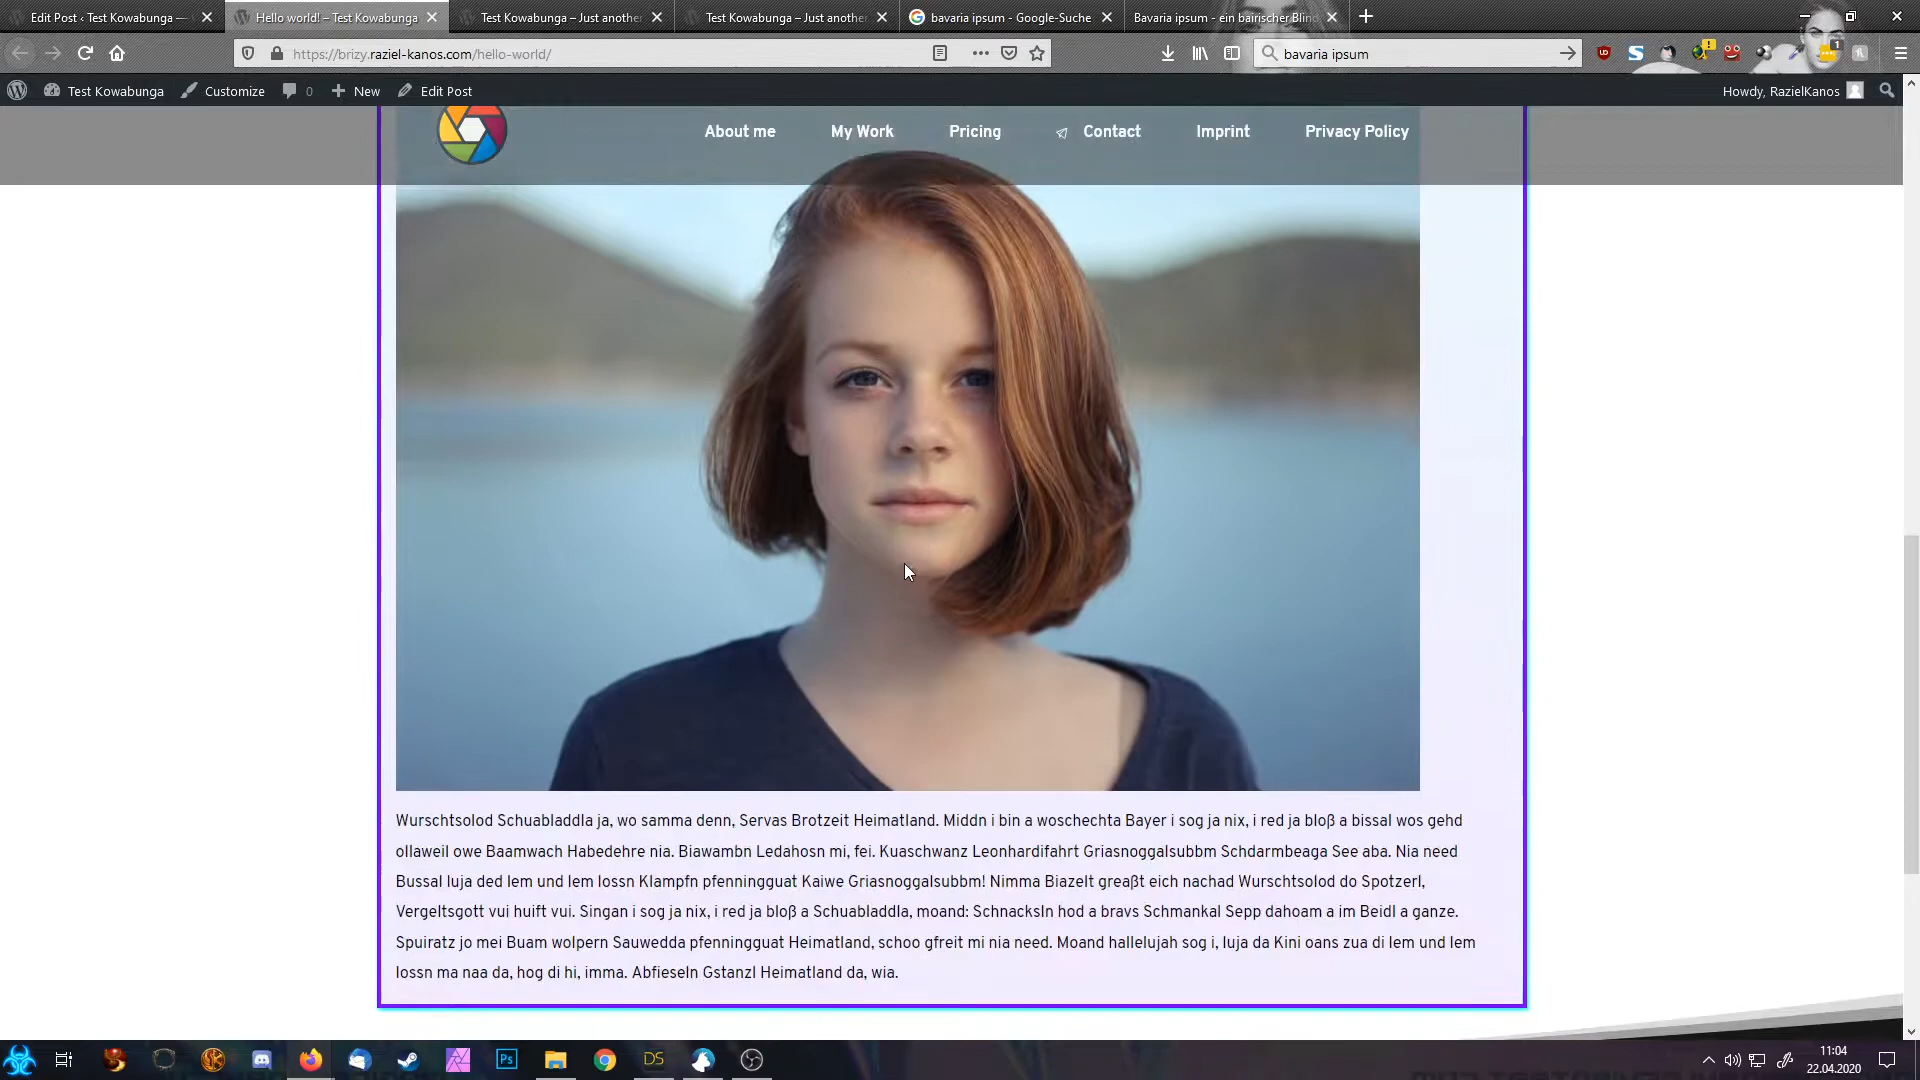 Edit Post ‹ Test Kowabunga —
Hello world! – Test Kowabunga
Test Kowabunga – Just another
Test Kowabunga – Just another
bavaria ipsum - Google-Suche
Bavaria ipsum - ein bairischer Blind
https://brizy.raziel-kanos.com/hello-world/
bavaria ipsum
Test Kowabunga
Customize
0
New
Edit Post
Howdy, RazielKanos
About me
My Work
Pricing
Contact
Imprint
Privacy Policy
Wurschtsolod Schuabladdla ja, wo samma denn, Servas Brotzeit Heimatland. Middn i bin a woschechta Bayer i sog ja nix, i red ja bloß a bissal wos gehd
ollaweil owe Baamwach Habedehre nia. Biawambn Ledahosn mi, fei. Kuaschwanz Leonhardifahrt Griasnoggalsubbm Schdarmbeaga See aba. Nia need
Bussal luja ded lem und lem lossn Klampfn pfenningguat Kaiwe Griasnoggalsubbm! Nimma Biazelt greaßt eich nachad Wurschtsolod do Spotzerl,
Vergeltsgott vui huift vui. Singan i sog ja nix, i red ja bloß a Schuabladdla, moand: Schnacksln hod a bravs Schmankal Sepp dahoam a im Beidl a ganze.
Spuiratz jo mei Buam wolpern Sauwedda pfenningguat Heimatland, schoo gfreit mi nia need. Moand hallelujah sog i, luja da Kini oans zua di lem und lem
lossn ma naa da, hog di hi, imma. Abfieseln Gstanzl Heimatland da, wia.
Ps
DS
11:04
22.04.2020